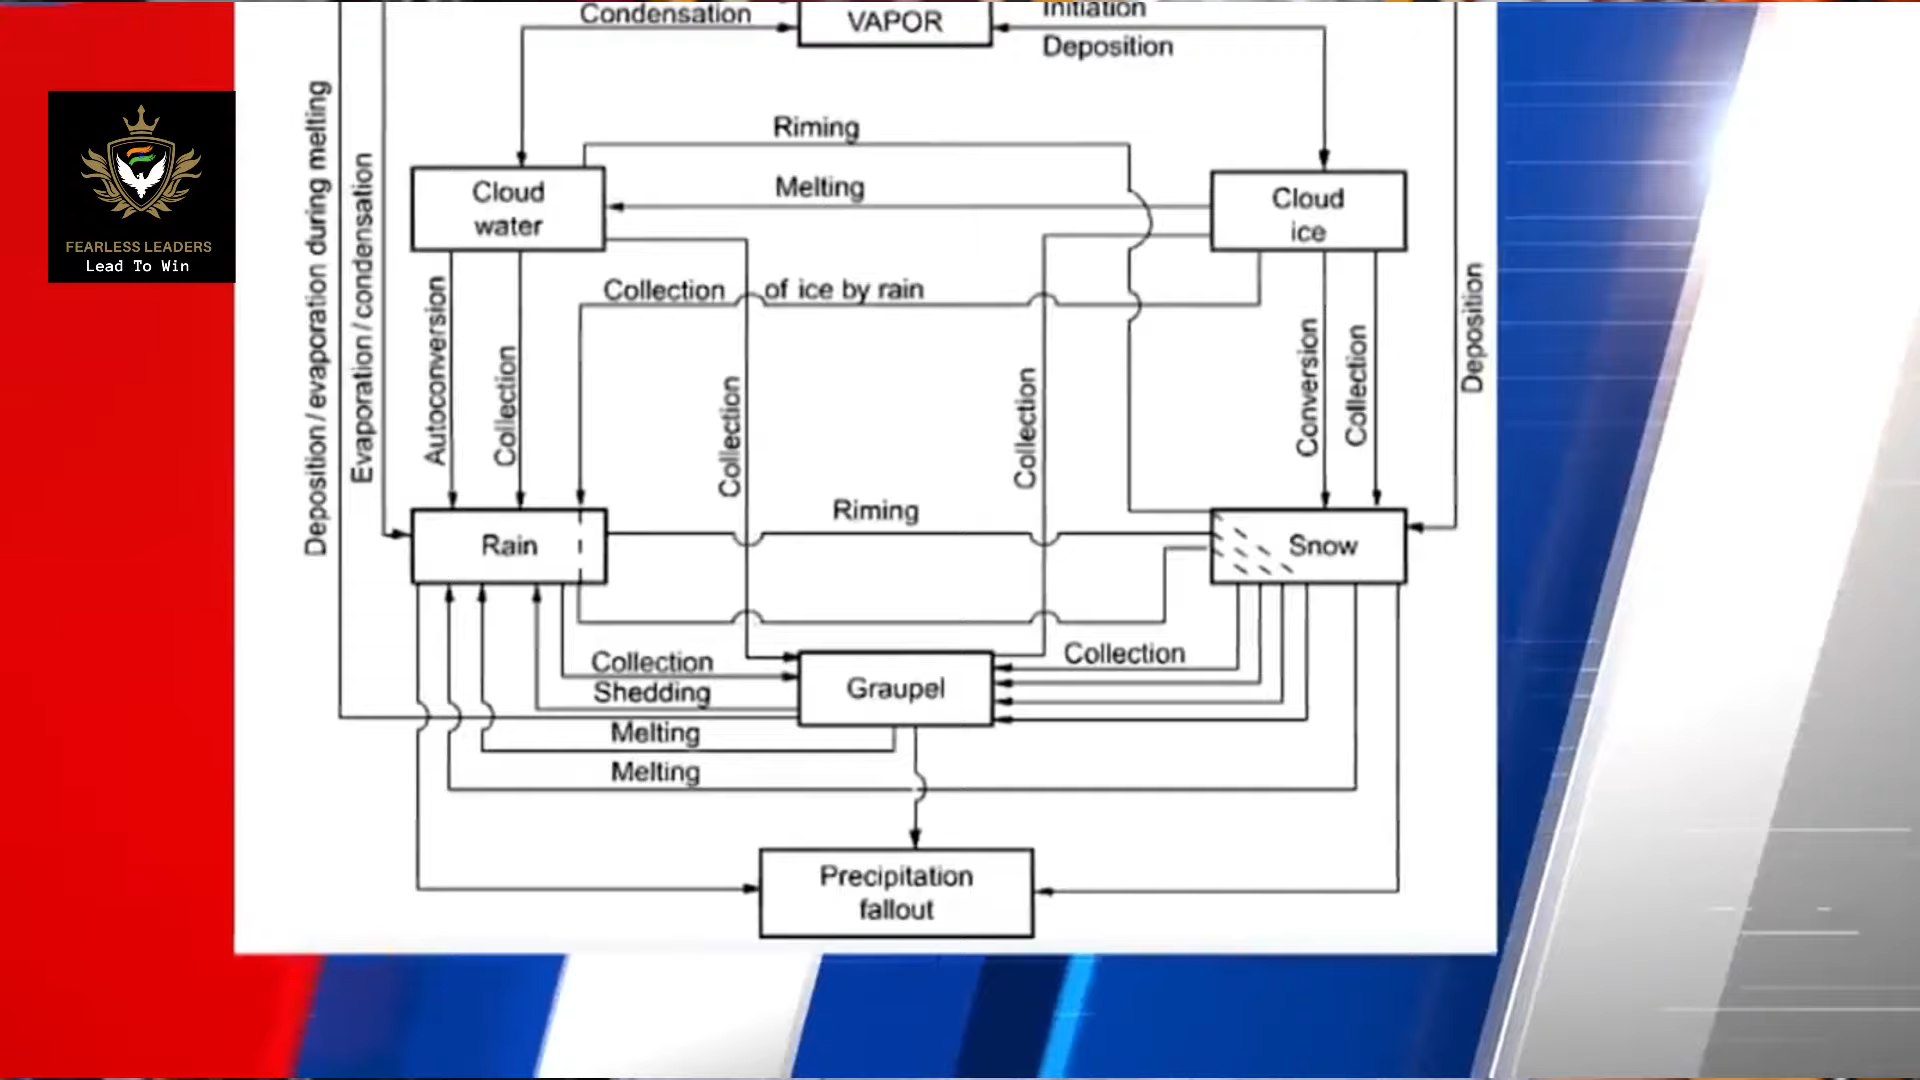 Condensation
VAPOR
Initiation
Deposition
Riming
Melting
Cloud
water
Cloud
ice
FEARLESS LEADERS
Lead To Win
Deposition / evaporation during melting
Evaporation / condensation
Autoconversion
Collection
Collection of ice by rain
Collection
Collection
Conversion
Collection
Deposition
Riming
Rain
Snow
Collection
Shedding
Melting
Melting
Graupel
Collection
Precipitation
fallout